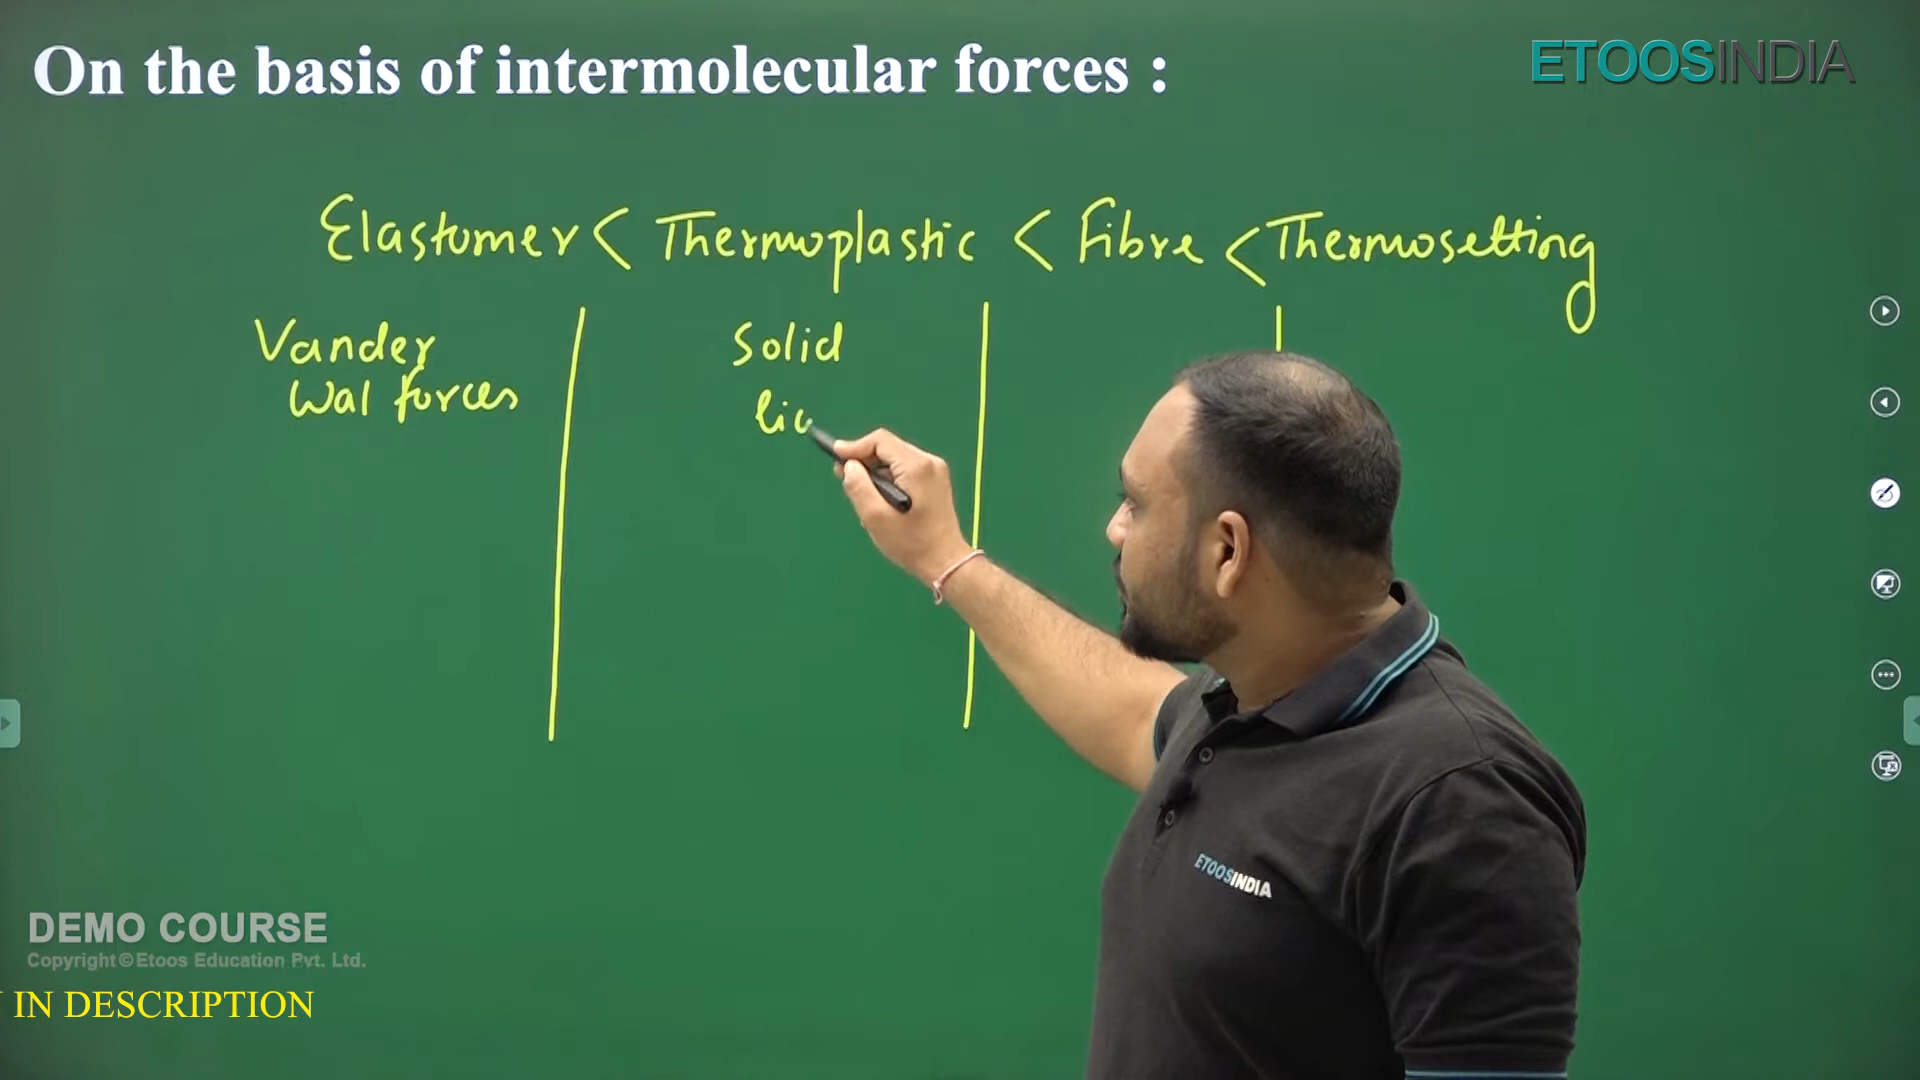 On the basis of intermolecular forces :
ETOOSINDIA
Elastomer < Thermoplastic < Fibre < Thermosetting
Vander
Wal forces
Solid
liq
ETOOSINDIA
DEMO COURSE
Copyright © Etoos Education Pvt. Ltd.
IN DESCRIPTION